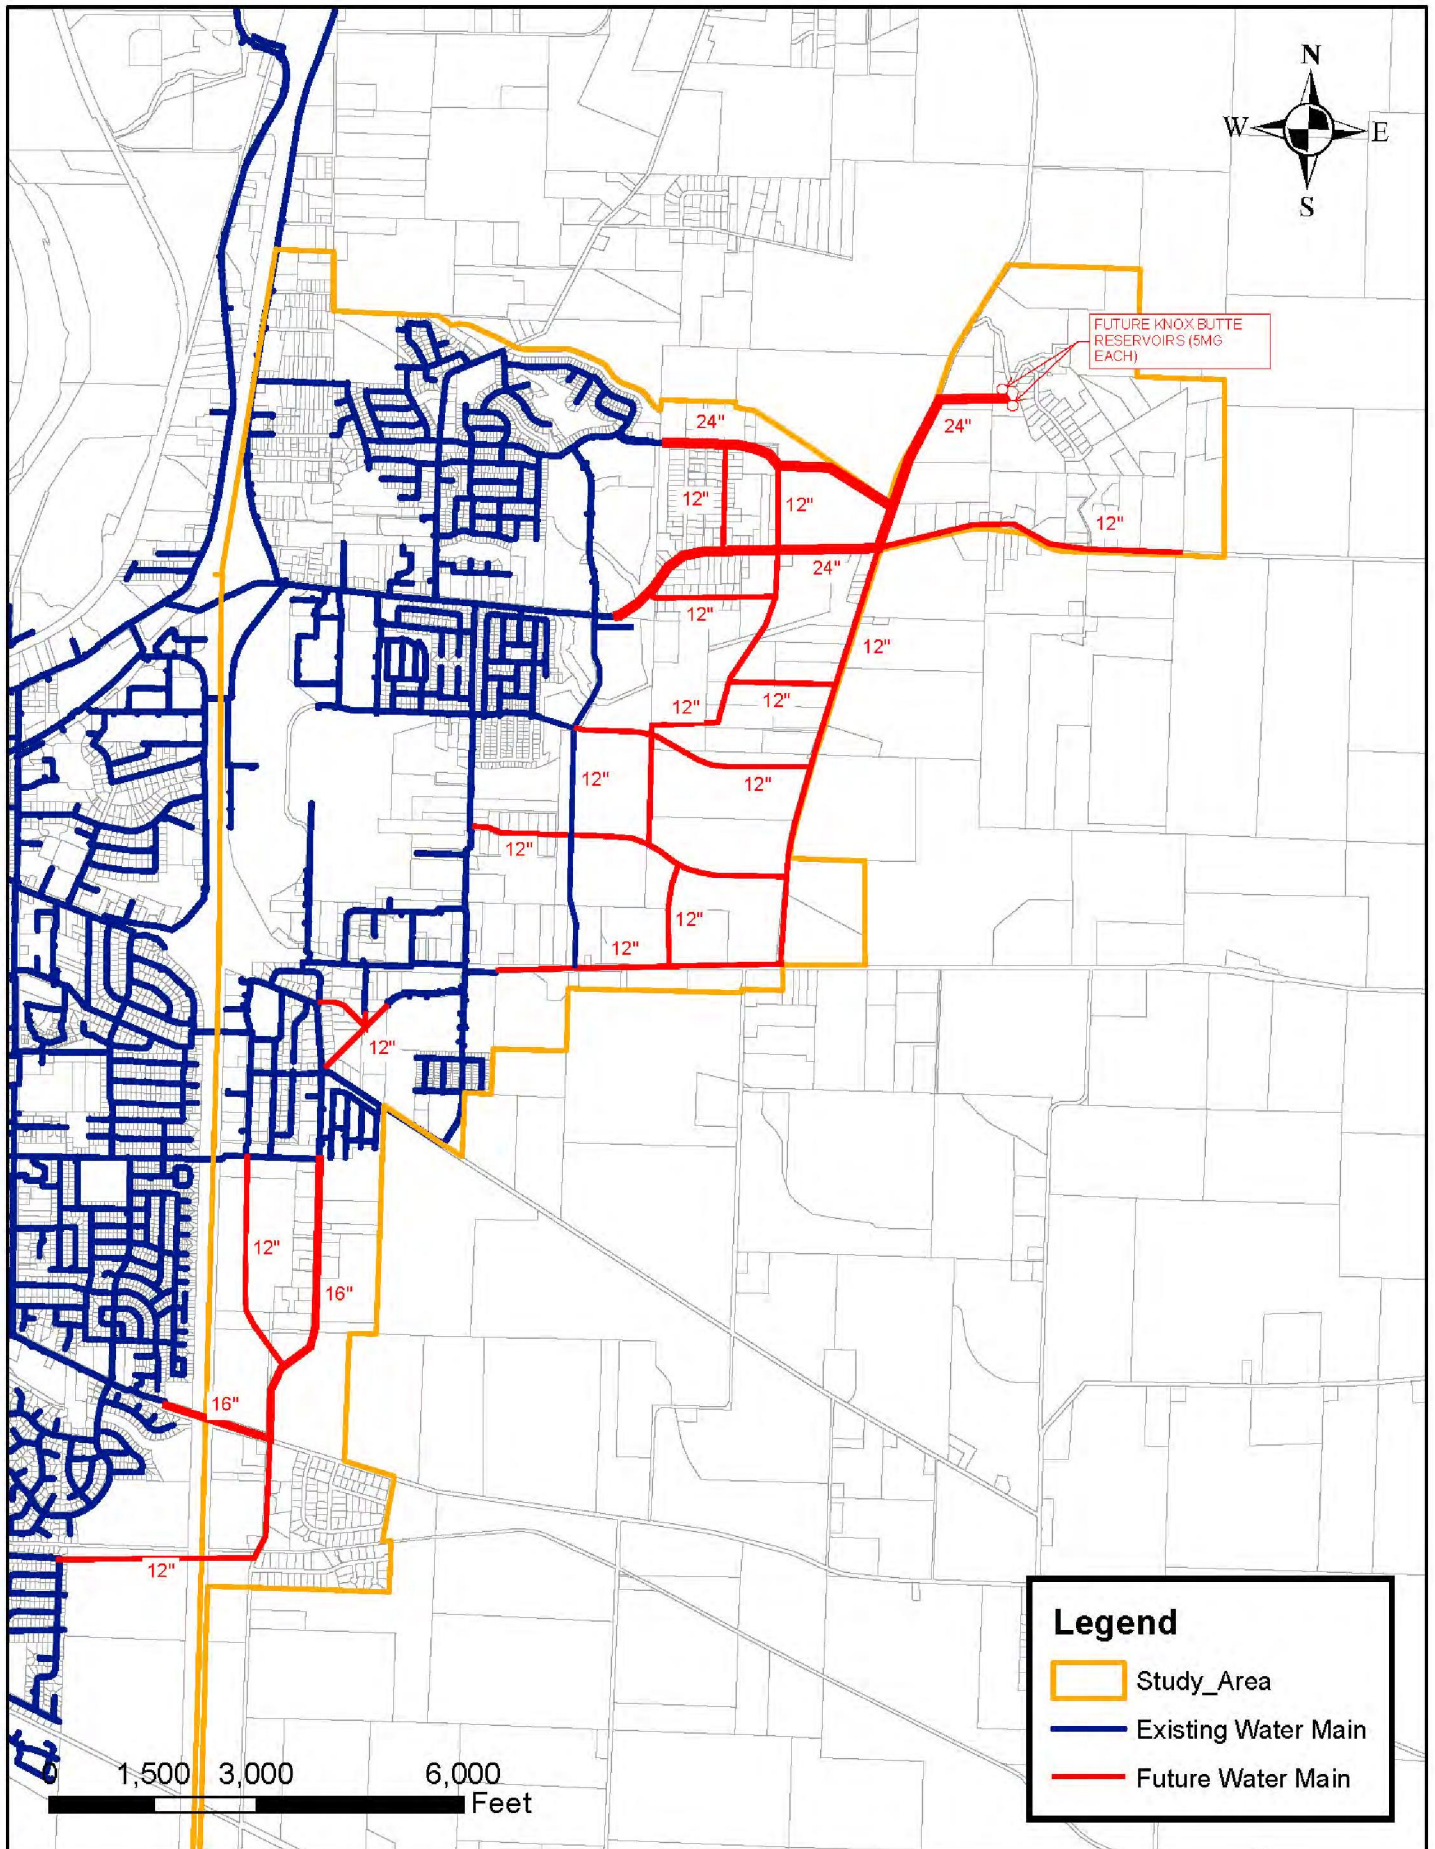 N
W E
S
FUTURE KNOX BUTTE
RESERVOIRS (5MG
EACH)
24"
24"
12"
12"
12"
24"
12"
12"
12"
12"
12"
12"
12"
12"
12"
12"
12"
16"
16"
12"
Legend
Study_Area
Existing Water Main
Future Water Main
0 1,500 3,000 6,000
Feet